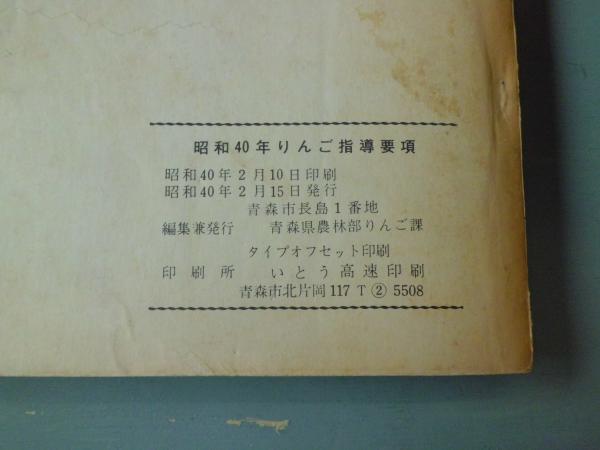 昭和40年りんご指導要項
昭和40年2月10日印刷
昭和40年2月15日発行
青森市長島1番地
編集兼発行 青森県農林部りんご課
タイプオフセット印刷
印刷所 いとう高速印刷
青森市北片岡117 T② 5508